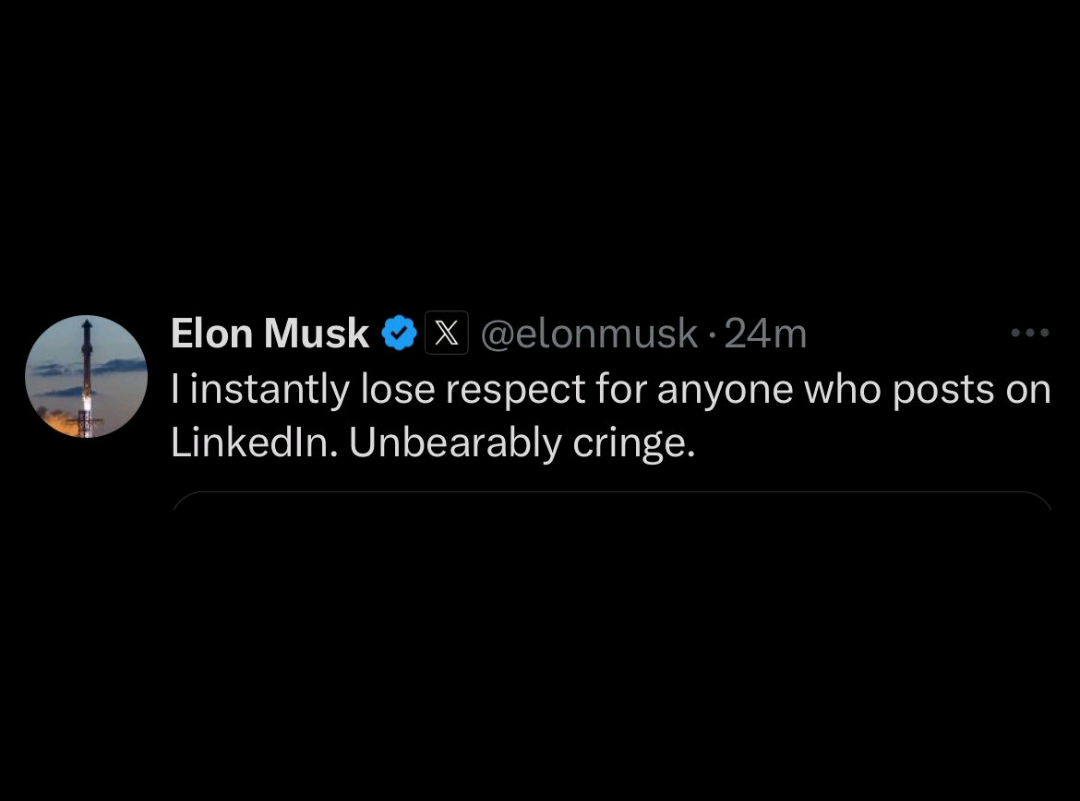 Elon Musk X @elonmusk · 24m
I instantly lose respect for anyone who posts on
LinkedIn. Unbearably cringe.